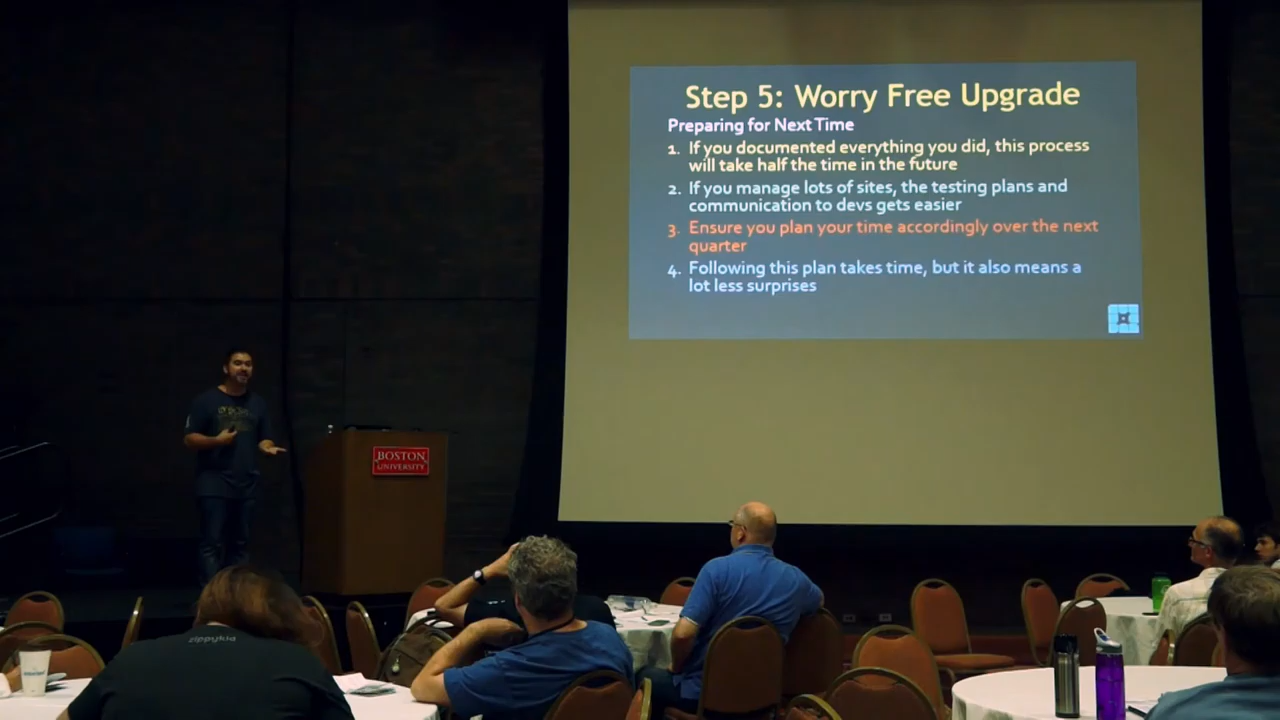 Step 5: Worry Free Upgrade
Preparing for Next Time
1. If you documented everything you did, this process
will take half the time in the future
2. If you manage lots of sites, the testing plans and
communication to devs gets easier
3. Ensure you plan your time accordingly over the next
quarter
4. Following this plan takes time, but it also means a
lot less surprises
BOSTON
UNIVERSITY
zippykid